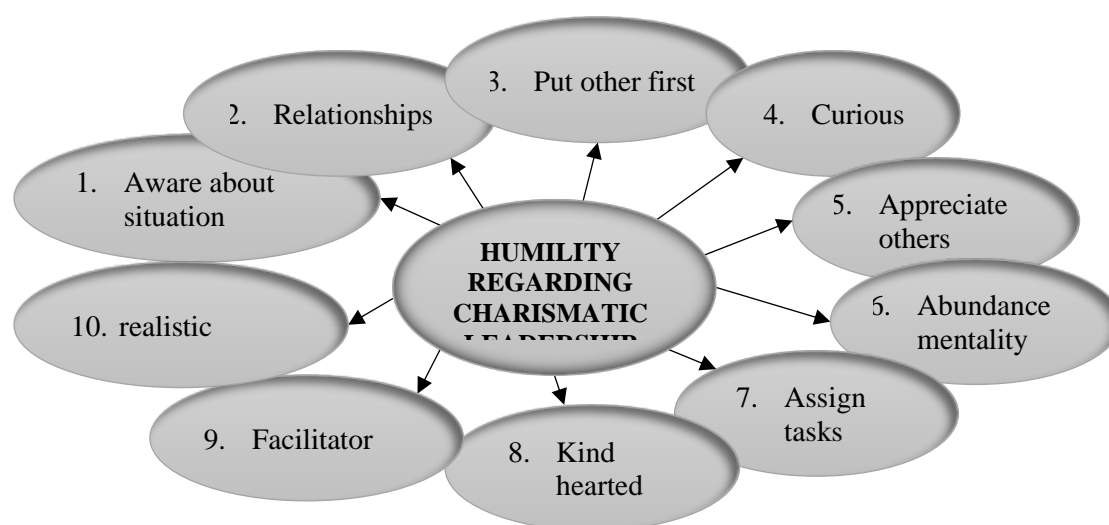 HUMILITY
REGARDING
CHARISMATIC
LEADERSHIP
1. Aware about
situation
2. Relationships
3. Put other first
4. Curious
5. Appreciate
others
6. Abundance
mentality
7. Assign
tasks
8. Kind
hearted
9. Facilitator
10. realistic